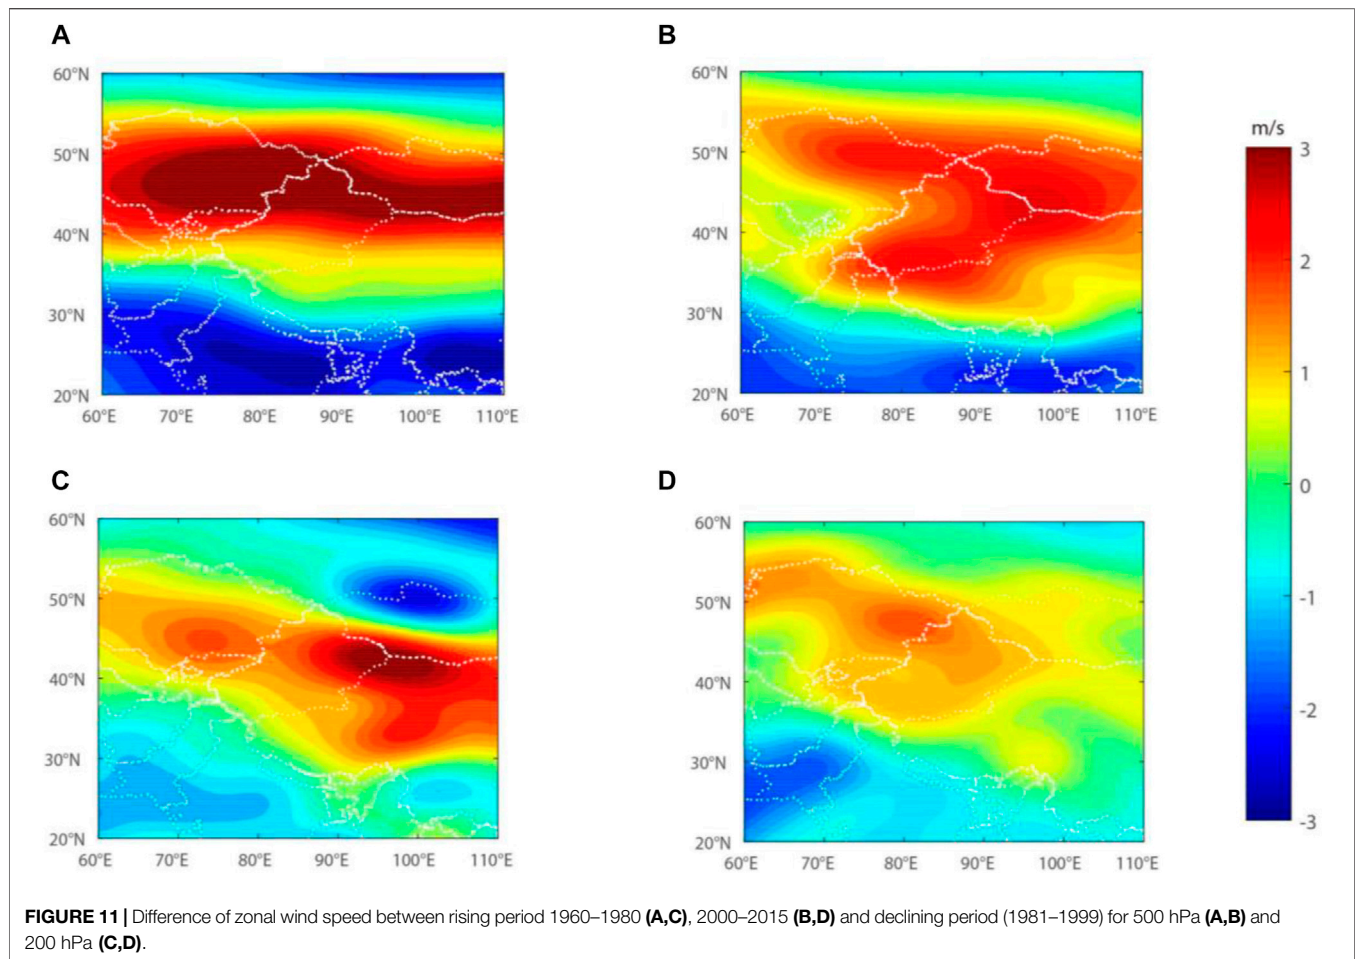 A
B
60°N
50°N
40°N
30°N
20°N
60°E 70°E 80°E 90°E 100°E 110°E
60°N
50°N
40°N
30°N
20°N
60°E 70°E 80°E 90°E 100°E 110°E
m/s
3
2
1
0
-1
-2
-3
C
D
60°N
50°N
40°N
30°N
20°N
60°E 70°E 80°E 90°E 100°E 110°E
60°N
50°N
40°N
30°N
20°N
60°E 70°E 80°E 90°E 100°E 110°E
FIGURE 11 | Difference of zonal wind speed between rising period 1960–1980 (A,C), 2000–2015 (B,D) and declining period (1981–1999) for 500 hPa (A,B) and
200 hPa (C,D).